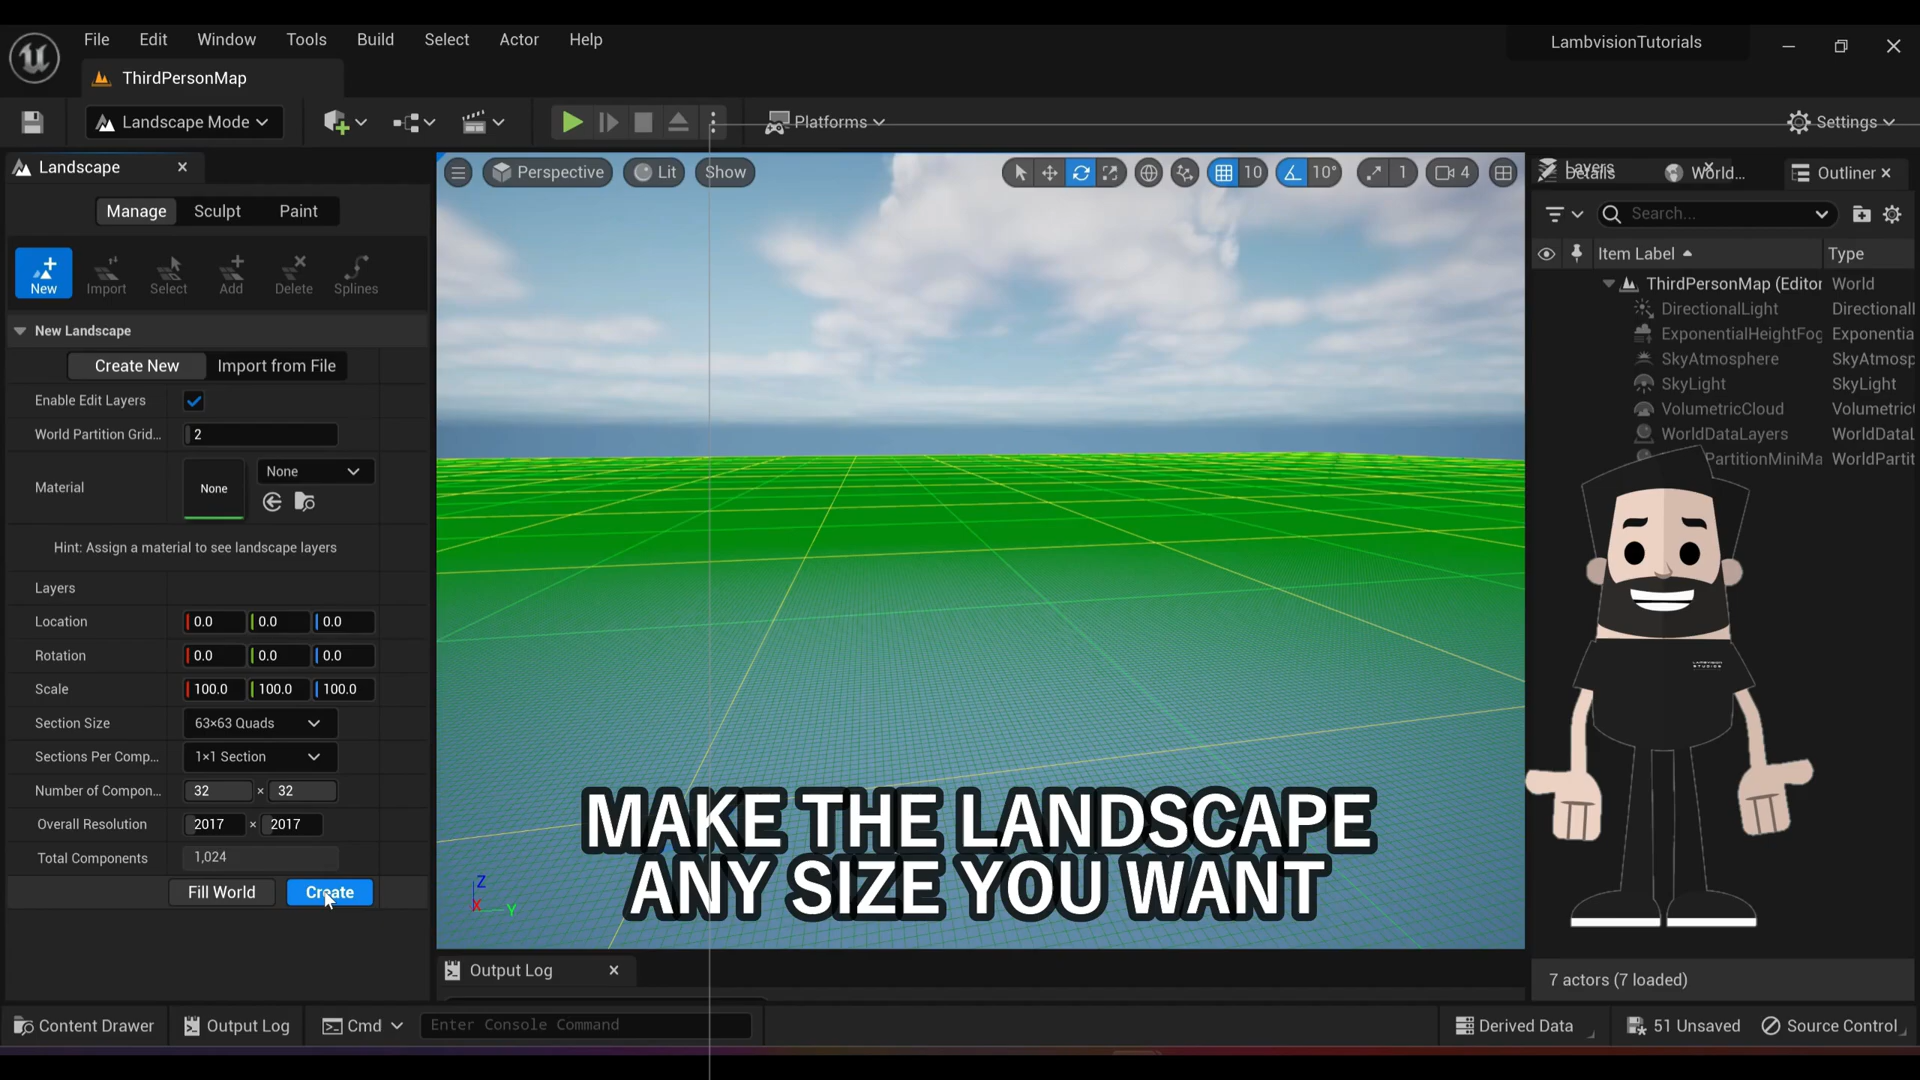 File Edit Window Tools Build Select Actor Help
LambvisionTutorials
ThirdPersonMap
Landscape Mode
Platforms
Settings
Landscape
Manage Sculpt Paint
New Import Select Add Delete Splines
New Landscape
Create New Import from File
Enable Edit Layers
World Partition Grid... 2
Material None None
Hint: Assign a material to see landscape layers
Layers
Location 0.0 0.0 0.0
Rotation 0.0 0.0 0.0
Scale 100.0 100.0 100.0
Section Size 63×63 Quads
Sections Per Comp... 1×1 Section
Number of Compon... 32 × 32
Overall Resolution 2017 × 2017
Total Components 1,024
Fill World Create
Perspective Lit Show 10 10° 1 4
Z
X
Y
MAKE THE LANDSCAPE
ANY SIZE YOU WANT
Layers
Details World... Outliner
Search...
Item Label Type
ThirdPersonMap (Editor World
DirectionalLight Directional
ExponentialHeightFog Exponentia
SkyAtmosphere SkyAtmosp
SkyLight SkyLight
VolumetricCloud Volumetric
WorldDataLayers WorldDataL
PartitionMiniMa WorldPartit
7 actors (7 loaded)
Output Log
Content Drawer Output Log Cmd Enter Console Command
Derived Data 51 Unsaved Source Control